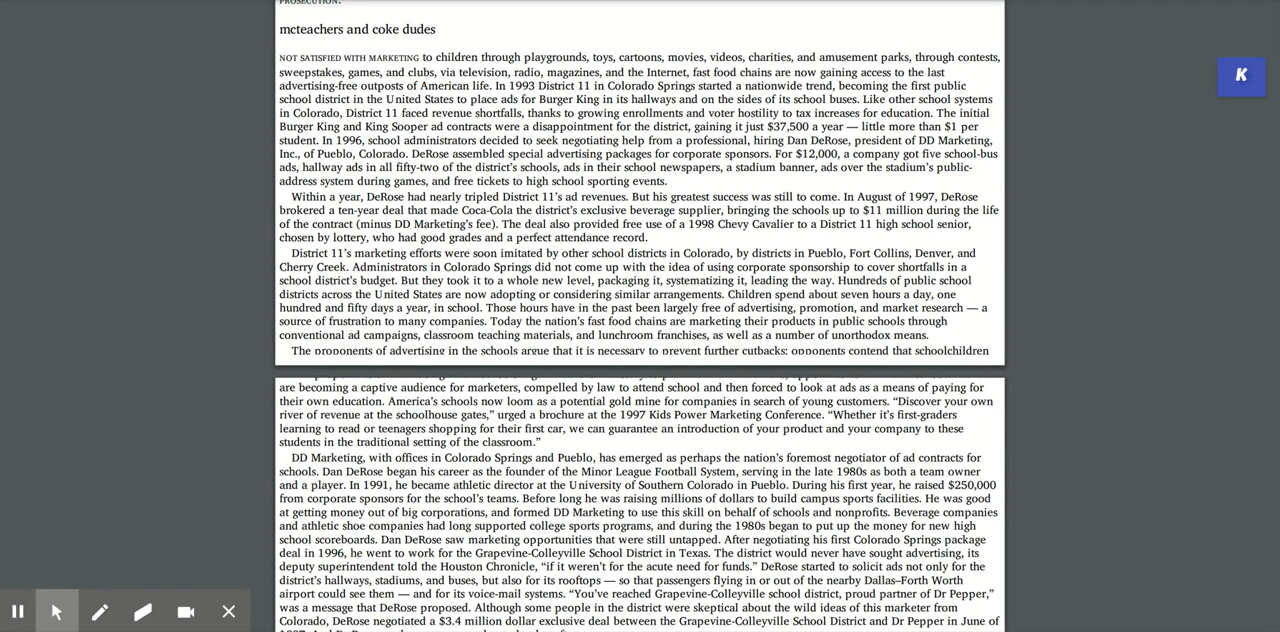 PROSECUTION.
mcteachers and coke dudes
NOT SATISFIED WITH MARKETING to children through playgrounds, toys, cartoons, movies, videos, charities, and amusement parks, through contests,
sweepstakes, games, and clubs, via television, radio, magazines, and the Internet, fast food chains are now gaining access to the last
advertising-free outposts of American life. In 1993 District 11 in Colorado Springs started a nationwide trend, becoming the first public
school district in the United States to place ads for Burger King in its hallways and on the sides of its school buses. Like other school systems
in Colorado, District 11 faced revenue shortfalls, thanks to growing enrollments and voter hostility to tax increases for education. The initial
Burger King and King Sooper ad contracts were a disappointment for the district, gaining it just $37,500 a year — little more than $1 per
student. In 1996, school administrators decided to seek negotiating help from a professional, hiring Dan DeRose, president of DD Marketing,
Inc., of Pueblo, Colorado. DeRose assembled special advertising packages for corporate sponsors. For $12,000, a company got five school-bus
ads, hallway ads in all fifty-two of the district's schools, ads in their school newspapers, a stadium banner, ads over the stadium's public-
address system during games, and free tickets to high school sporting events.
Within a year, DeRose had nearly tripled District 11's ad revenues. But his greatest success was still to come. In August of 1997, DeRose
brokered a ten-year deal that made Coca-Cola the district's exclusive beverage supplier, bringing the schools up to $11 million during the life
of the contract (minus DD Marketing's fee). The deal also provided free use of a 1998 Chevy Cavalier to a District 11 high school senior,
chosen by lottery, who had good grades and a perfect attendance record.
District 11's marketing efforts were soon imitated by other school districts in Colorado, by districts in Pueblo, Fort Collins, Denver, and
Cherry Creek. Administrators in Colorado Springs did not come up with the idea of using corporate sponsorship to cover shortfalls in a
school district's budget. But they took it to a whole new level, packaging it, systematizing it, leading the way. Hundreds of public school
districts across the United States are now adopting or considering similar arrangements. Children spend about seven hours a day, one
hundred and fifty days a year, in school. Those hours have in the past been largely free of advertising, promotion, and market research — a
source of frustration to many companies. Today the nation's fast food chains are marketing their products in public schools through
conventional ad campaigns, classroom teaching materials, and lunchroom franchises, as well as a number of unorthodox means.
The proponents of advertising in the schools argue that it is necessary to prevent further cutbacks; opponents contend that schoolchildren
are becoming a captive audience for marketers, compelled by law to attend school and then forced to look at ads as a means of paying for
their own education. America's schools now loom as a potential gold mine for companies in search of young customers. “Discover your own
river of revenue at the schoolhouse gates,” urged a brochure at the 1997 Kids Power Marketing Conference. “Whether it's first-graders
learning to read or teenagers shopping for their first car, we can guarantee an introduction of your product and your company to these
students in the traditional setting of the classroom.”
DD Marketing, with offices in Colorado Springs and Pueblo, has emerged as perhaps the nation's foremost negotiator of ad contracts for
schools. Dan DeRose began his career as the founder of the Minor League Football System, serving in the late 1980s as both a team owner
and a player. In 1991, he became athletic director at the University of Southern Colorado in Pueblo. During his first year, he raised $250,000
from corporate sponsors for the school's teams. Before long he was raising millions of dollars to build campus sports facilities. He was good
at getting money out of big corporations, and formed DD Marketing to use this skill on behalf of schools and nonprofits. Beverage companies
and athletic shoe companies had long supported college sports programs, and during the 1980s began to put up the money for new high
school scoreboards. Dan DeRose saw marketing opportunities that were still untapped. After negotiating his first Colorado Springs package
deal in 1996, he went to work for the Grapevine-Colleyville School District in Texas. The district would never have sought advertising, its
deputy superintendent told the Houston Chronicle, “if it weren't for the acute need for funds.” DeRose started to solicit ads not only for the
district's hallways, stadiums, and buses, but also for its rooftops — so that passengers flying in or out of the nearby Dallas–Forth Worth
airport could see them — and for its voice-mail systems. “You've reached Grapevine-Colleyville school district, proud partner of Dr Pepper,”
was a message that DeRose proposed. Although some people in the district were skeptical about the wild ideas of this marketer from
Colorado, DeRose negotiated a $3.4 million dollar exclusive deal between the Grapevine-Colleyville School District and Dr Pepper in June of
K